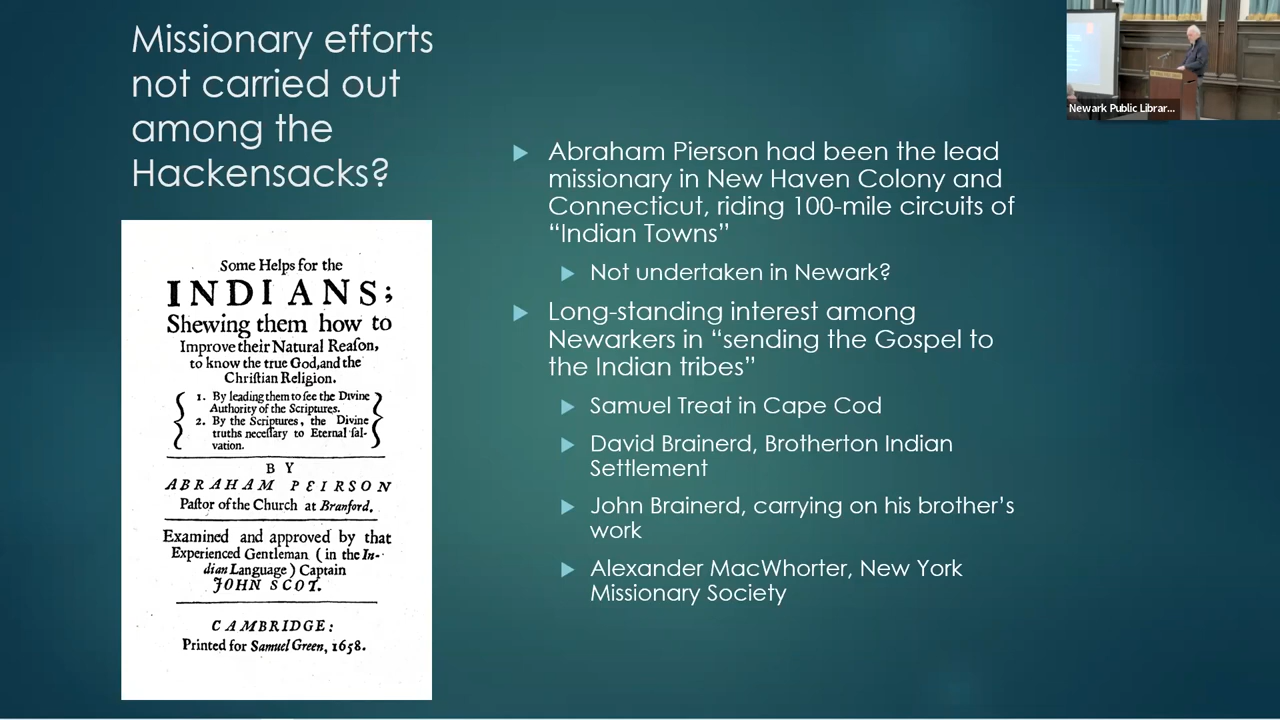 Missionary efforts
not carried out
among the
Hackensacks?
Some Helps for the
INDIANS;
Shewing them how to
Improve their Natural Reaſon,
to know the true God, and the
Chriſtian Religion.
1. By leading them to ſee the Divine
Authority of the Scriptures.
2. By the Scriptures, the Divine
truths neceſſary to Eternal ſal-
vation.
BY
ABRAHAM PEIRSON
Paſtor of the Church at Branford.
Examined and approved by that
Experienced Gentleman (in the In-
dian Language) Captain
JOHN SCOT.
CAMBRIDGE:
Printed for Samuel Green, 1658.
Abraham Pierson had been the lead
missionary in New Haven Colony and
Connecticut, riding 100-mile circuits of
“Indian Towns”
Not undertaken in Newark?
Long-standing interest among
Newarkers in “sending the Gospel to
the Indian tribes”
Samuel Treat in Cape Cod
David Brainerd, Brotherton Indian
Settlement
John Brainerd, carrying on his brother’s
work
Alexander MacWhorter, New York
Missionary Society
Newark Public Librar...